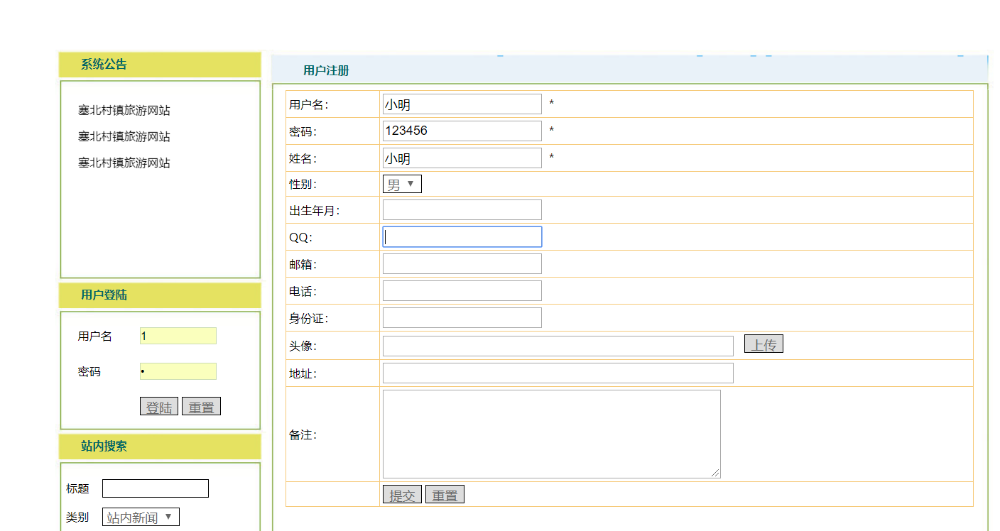 系统公告
塞北村镇旅游网站
塞北村镇旅游网站
塞北村镇旅游网站
用户登陆
用户名 1
密码 •
登陆 重置
站内搜索
标题
类别 站内新闻
用户注册
用户名： 小明 *
密码： 123456 *
姓名： 小明 *
性别： 男
出生年月：
QQ：
邮箱：
电话：
身份证：
头像： 上传
地址：
备注：
提交 重置